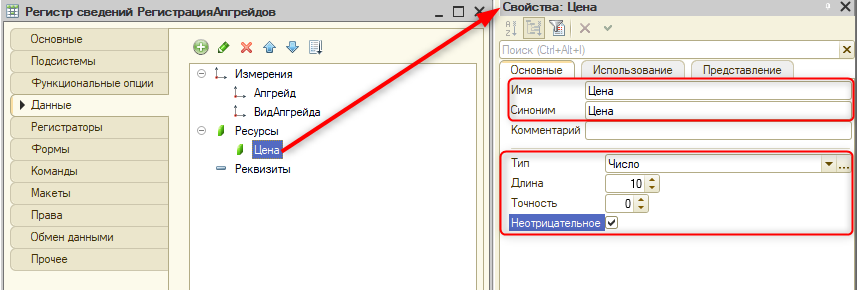 Регистр сведений РегистрацияАпгрейдов
Основные
Подсистемы
Функциональные опции
Данные
Регистраторы
Формы
Команды
Макеты
Права
Обмен данными
Прочее
Измерения
Апгрейд
ВидАпгрейда
Ресурсы
Цена
Реквизиты
Свойства: Цена
Поиск (Ctrl+Alt+I)
Основные Использование Представление
Имя Цена
Синоним Цена
Комментарий
Тип Число
Длина 10
Точность 0
Неотрицательное